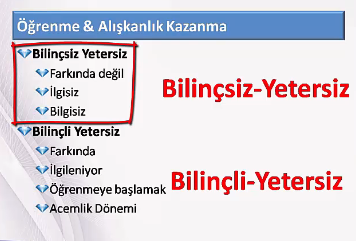 Öğrenme & Alışkanlık Kazanma
Bilinçsiz Yetersiz
Farkında değil
İlgisiz
Bilgisiz
Bilinçsiz-Yetersiz
Bilinçli Yetersiz
Farkında
İlgileniyor
Öğrenmeye başlamak
Acemlik Dönemi
Bilinçli-Yetersiz